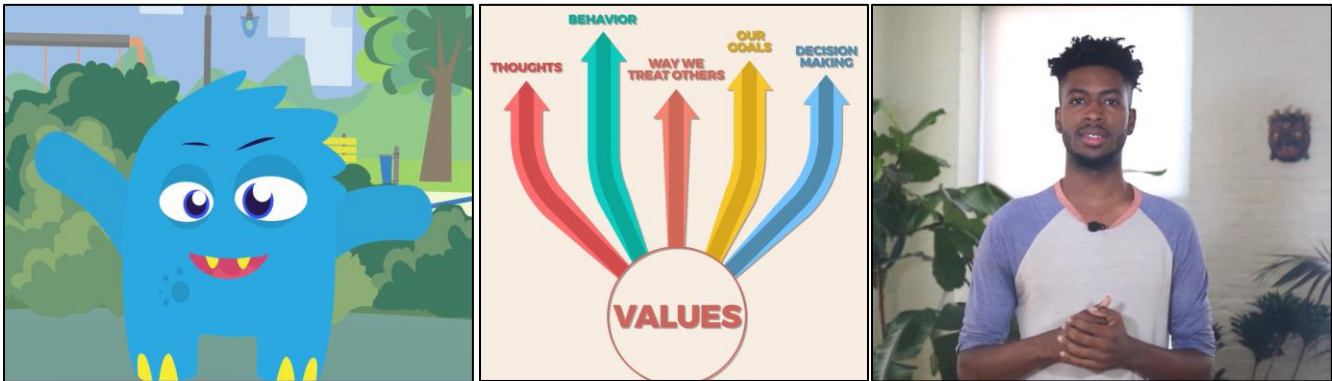 BEHAVIOR
OUR
GOALS
DECISION
MAKING
THOUGHTS
WAY WE
TREAT OTHERS
VALUES